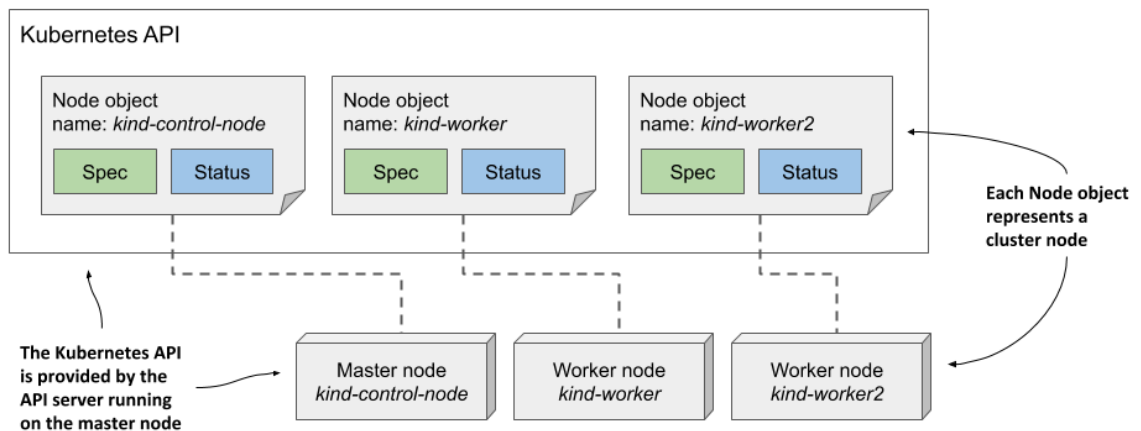 Kubernetes API
Node object
name: kind-control-node
Spec
Status
Node object
name: kind-worker
Spec
Status
Node object
name: kind-worker2
Spec
Status
Each Node object
represents a
cluster node
The Kubernetes API
is provided by the
API server running
on the master node
Master node
kind-control-node
Worker node
kind-worker
Worker node
kind-worker2